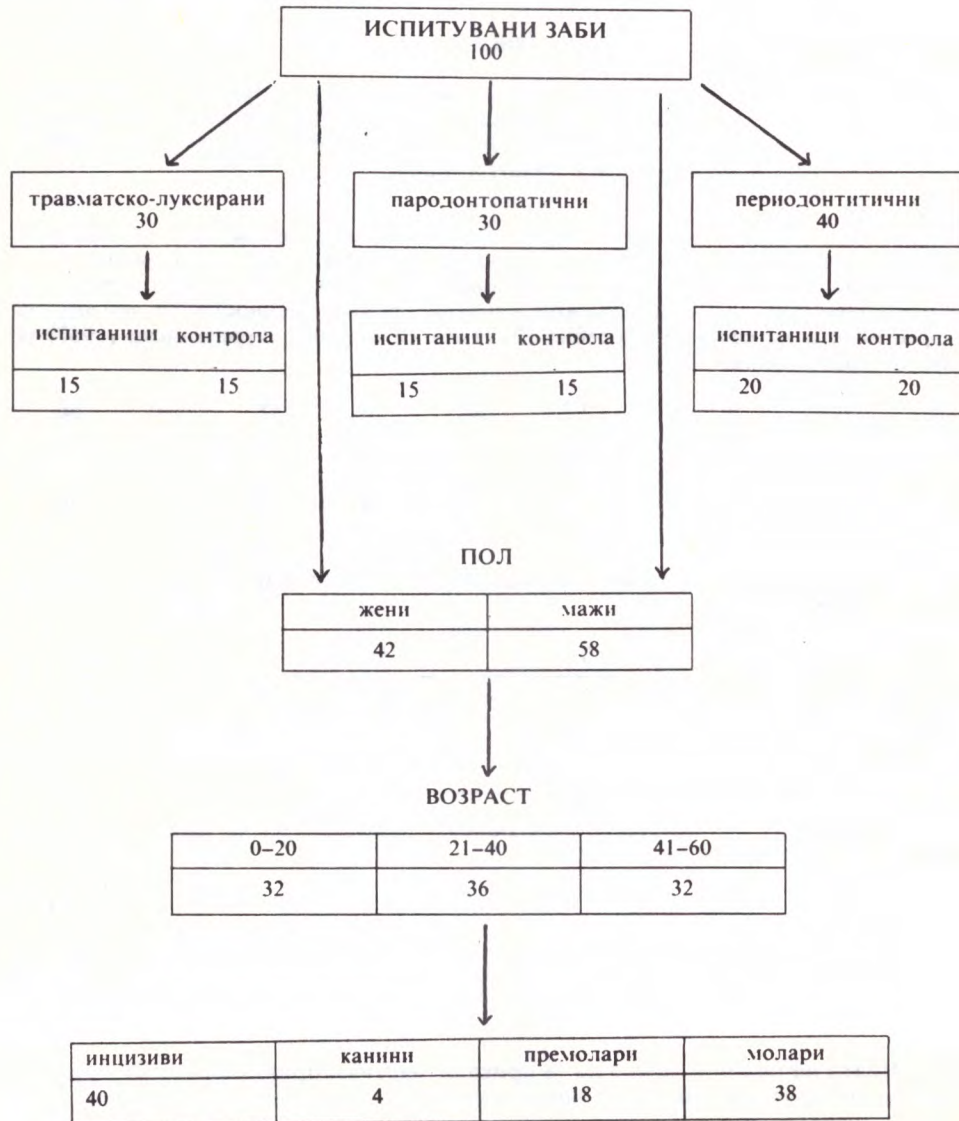 ИСПИТУВАНИ ЗАБИ
100
травматско-луксирани
30
пародонтопатични
30
периодонтитични
40
испитаници контрола
15 15
испитаници контрола
15 15
испитаници контрола
20 20
ПОЛ
жени мажи
42 58
ВОЗРАСТ
0–20 21–40 41–60
32 36 32
инцизиви канини премолари молари
40 4 18 38